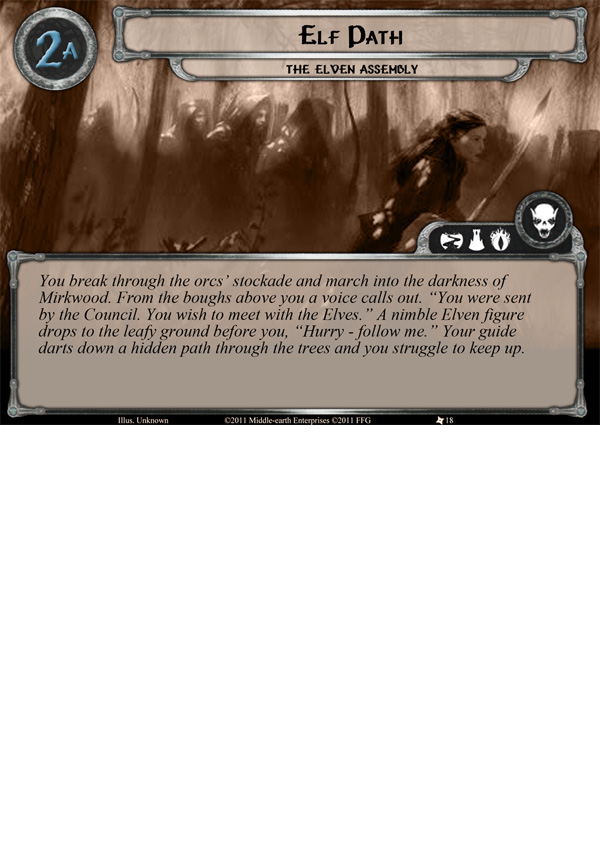 2A
Elf Path
The Elven Assembly
You break through the orcs’ stockade and march into the darkness of
Mirkwood. From the boughs above you a voice calls out. “You were sent
by the Council. You wish to meet with the Elves.” A nimble Elven figure
drops to the leafy ground before you, “Hurry - follow me.” Your guide
darts down a hidden path through the trees and you struggle to keep up.
Illus. Unknown ©2011 Middle-earth Enterprises ©2011 FFG 18